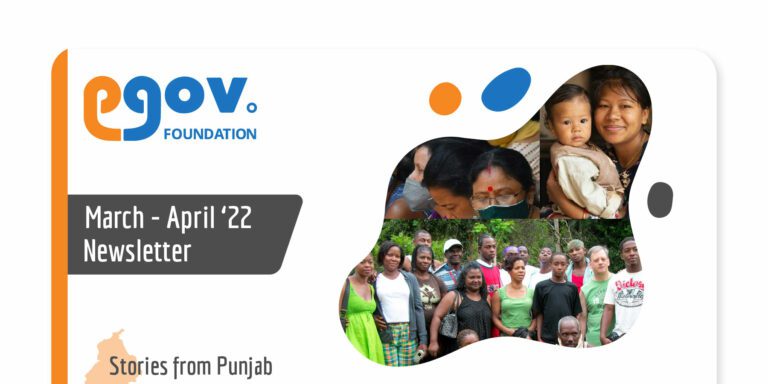 egov.
FOUNDATION
March - April ‘22
Newsletter
Stories from Punjab